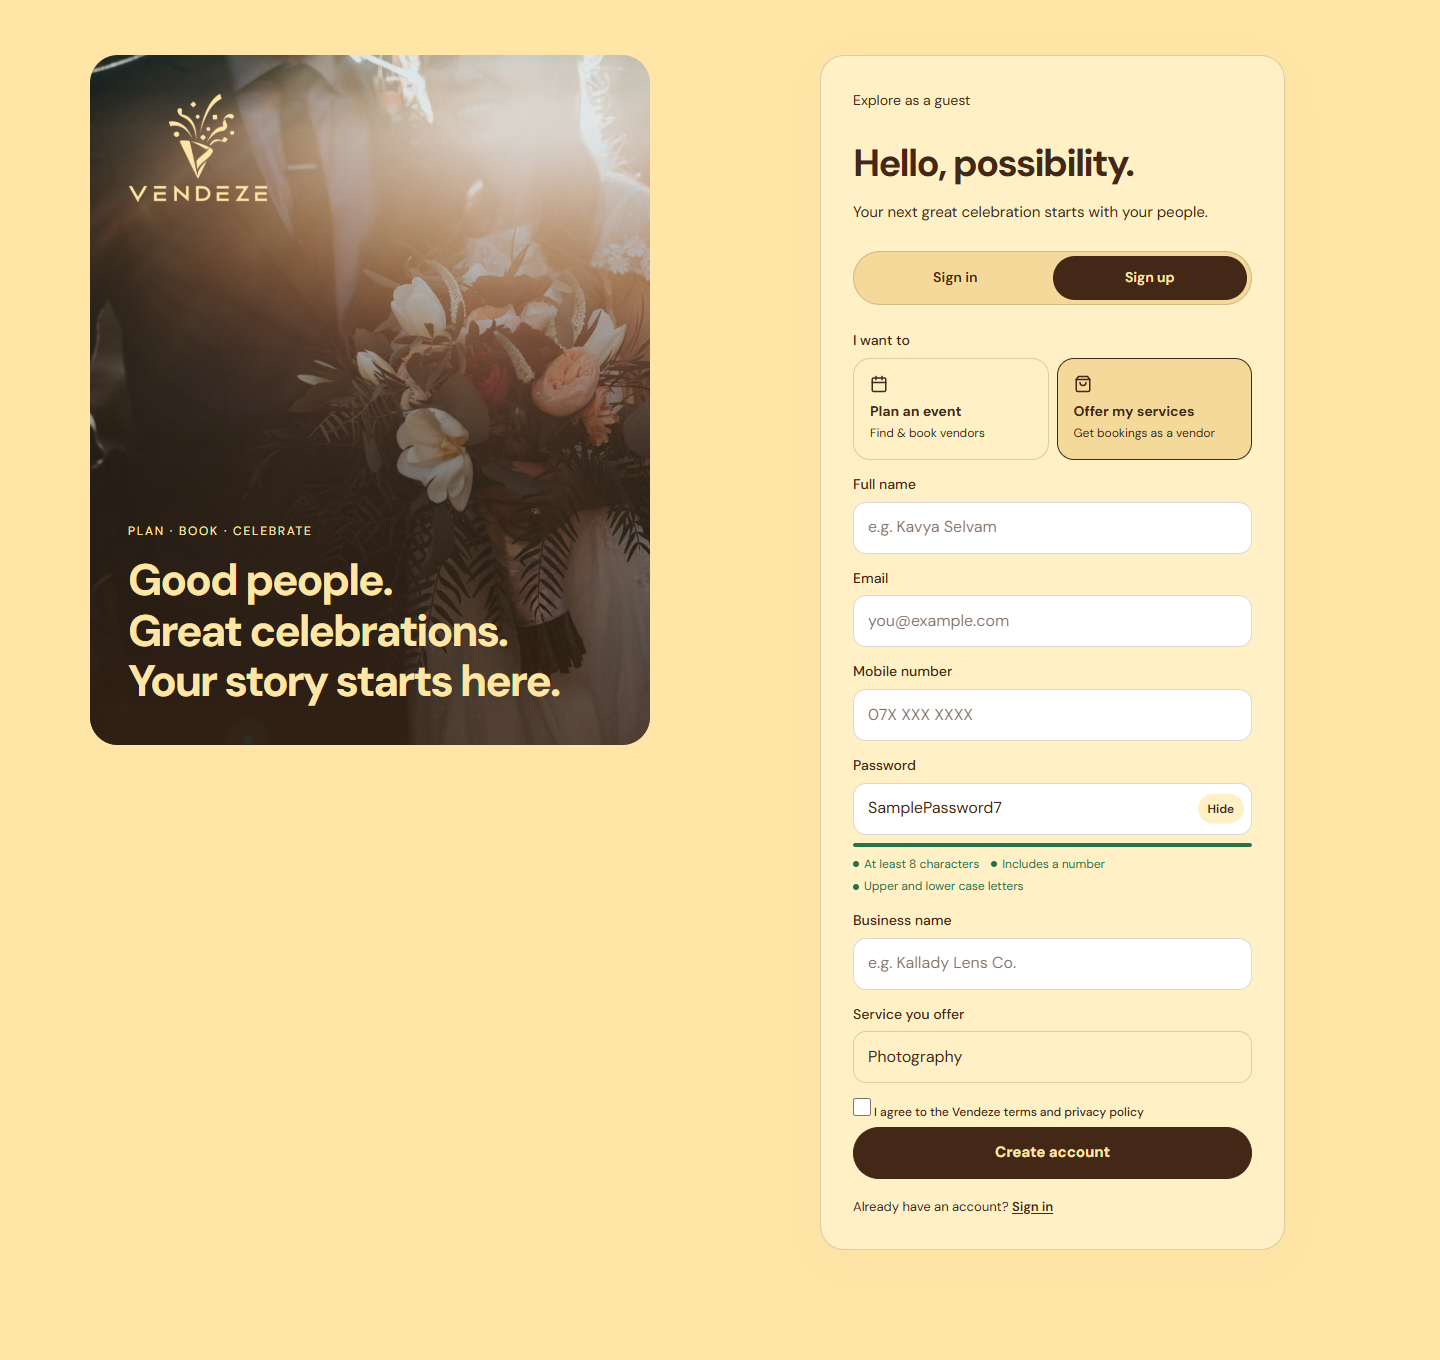 VENDEZE
PLAN · BOOK · CELEBRATE
Good people.
Great celebrations.
Your story starts here.
Explore as a guest
Hello, possibility.
Your next great celebration starts with your people.
Sign in
Sign up
I want to
Plan an event
Find & book vendors
Offer my services
Get bookings as a vendor
Full name
e.g. Kavya Selvam
Email
you@example.com
Mobile number
07X XXX XXXX
Password
SamplePassword7
Hide
At least 8 characters
Includes a number
Upper and lower case letters
Business name
e.g. Kallady Lens Co.
Service you offer
Photography
I agree to the Vendeze terms and privacy policy
Create account
Already have an account? Sign in